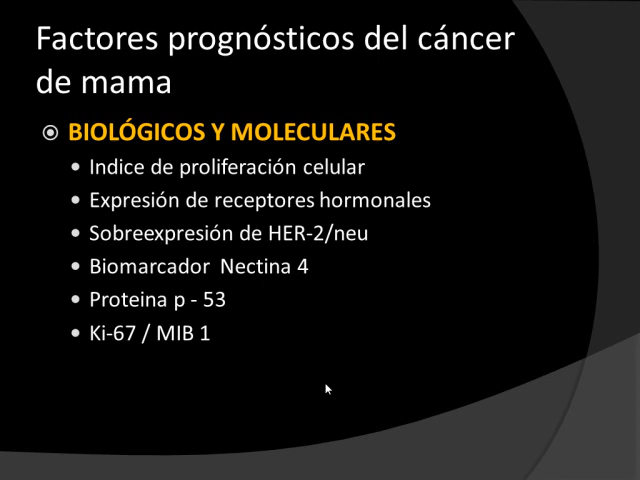 Factores prognósticos del cáncer
de mama
BIOLÓGICOS Y MOLECULARES
Indice de proliferación celular
Expresión de receptores hormonales
Sobreexpresión de HER-2/neu
Biomarcador Nectina 4
Proteina p - 53
Ki-67 / MIB 1